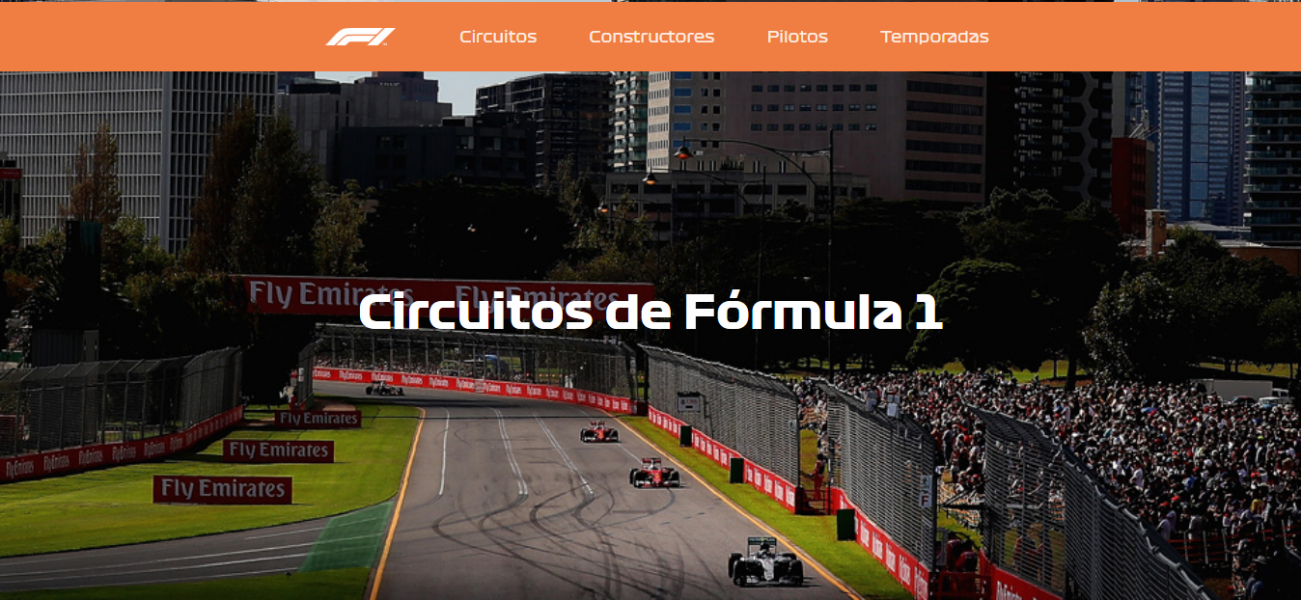 F1
Circuitos
Constructores
Pilotos
Temporadas
Fly Emirates
Fly Emirates
Circuitos de Fórmula 1
Fly Emirates
Fly Emirates
Fly Emirates